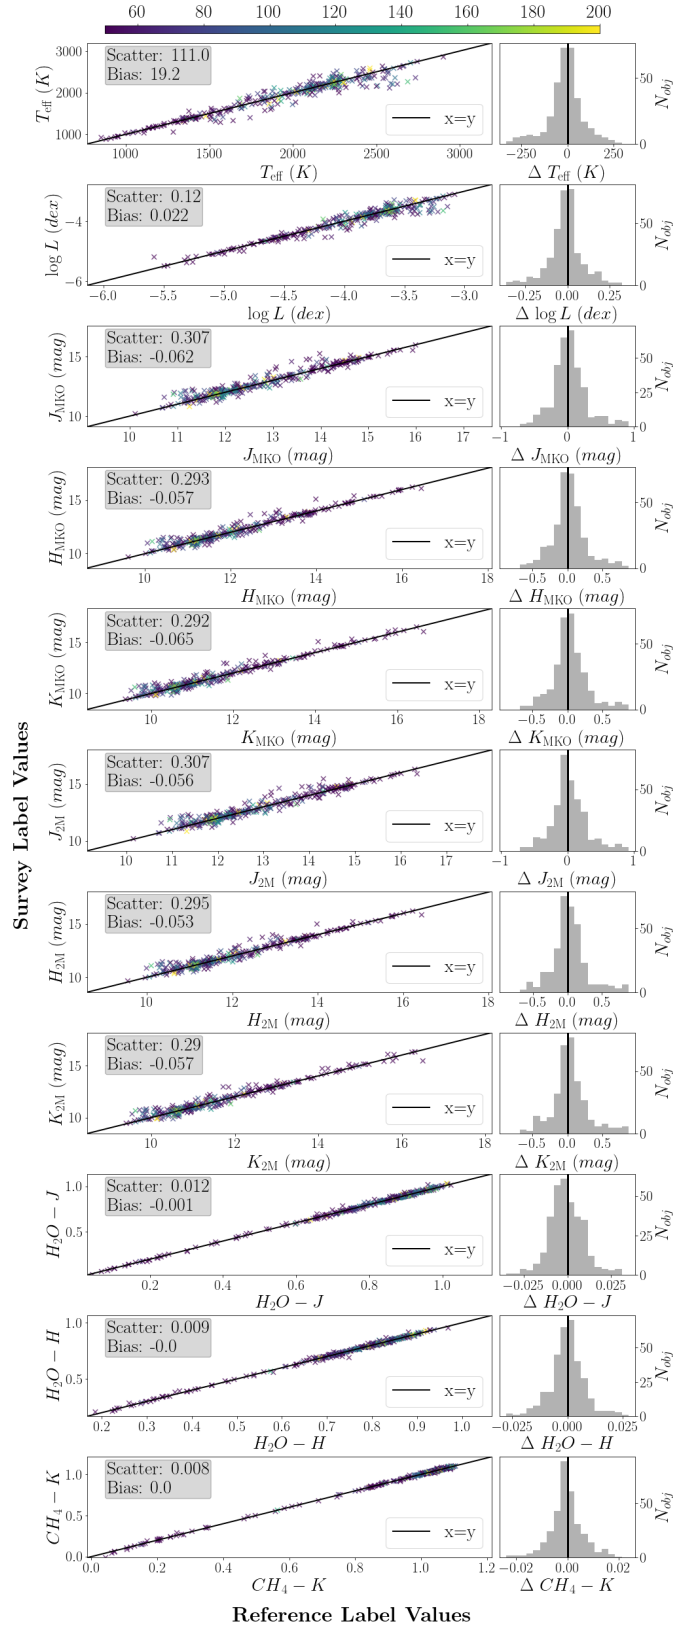 60 80 100 120 140 160 180 200
Scatter: 111.0
Bias: 19.2
3000
2000
1000
T_eff (K)
x=y
1000 1500 2000 2500 3000
T_eff (K)
50
0
N_obj
−250 0 250
Δ T_eff (K)
Scatter: 0.12
Bias: 0.022
−4
−6
log L (dex)
x=y
−6.0 −5.5 −5.0 −4.5 −4.0 −3.5 −3.0
log L (dex)
50
0
N_obj
0.00 0.25
Δ log L (dex)
Scatter: 0.307
Bias: -0.062
15
10
J_MKO (mag)
x=y
10 11 12 13 14 15 16 17
J_MKO (mag)
50
25
0
N_obj
−1 0 1
Δ J_MKO (mag)
Scatter: 0.293
Bias: -0.057
15
10
H_MKO (mag)
x=y
10 12 14 16 18
H_MKO (mag)
50
0
N_obj
−0.5 0.0 0.5
Δ H_MKO (mag)
Scatter: 0.292
Bias: -0.065
15
10
K_MKO (mag)
x=y
10 12 14 16 18
K_MKO (mag)
50
25
0
N_obj
−0.5 0.0 0.5
Δ K_MKO (mag)
Survey Label Values
Scatter: 0.307
Bias: -0.056
15
10
J_2M (mag)
x=y
10 11 12 13 14 15 16 17
J_2M (mag)
50
0
N_obj
−1 0 1
Δ J_2M (mag)
Scatter: 0.295
Bias: -0.053
15
10
H_2M (mag)
x=y
10 12 14 16 18
H_2M (mag)
50
0
N_obj
−0.5 0.0 0.5
Δ H_2M (mag)
Scatter: 0.29
Bias: -0.057
15
10
K_2M (mag)
x=y
10 12 14 16 18
K_2M (mag)
50
25
0
N_obj
−0.5 0.0 0.5
Δ K_2M (mag)
Scatter: 0.012
Bias: -0.001
1.0
0.5
H₂O − J
x=y
0.2 0.4 0.6 0.8 1.0
H₂O − J
50
25
0
N_obj
−0.025 0.000 0.025
Δ H₂O − J
Scatter: 0.009
Bias: -0.0
1.0
0.5
H₂O − H
x=y
0.2 0.3 0.4 0.5 0.6 0.7 0.8 0.9 1.0
H₂O − H
50
0
N_obj
−0.025 0.000 0.025
Δ H₂O − H
Scatter: 0.008
Bias: 0.0
1.0
0.5
0.0
CH₄ − K
x=y
0.0 0.2 0.4 0.6 0.8 1.0 1.2
CH₄ − K
50
0
N_obj
−0.02 0.00 0.02
Δ CH₄ − K
Reference Label Values